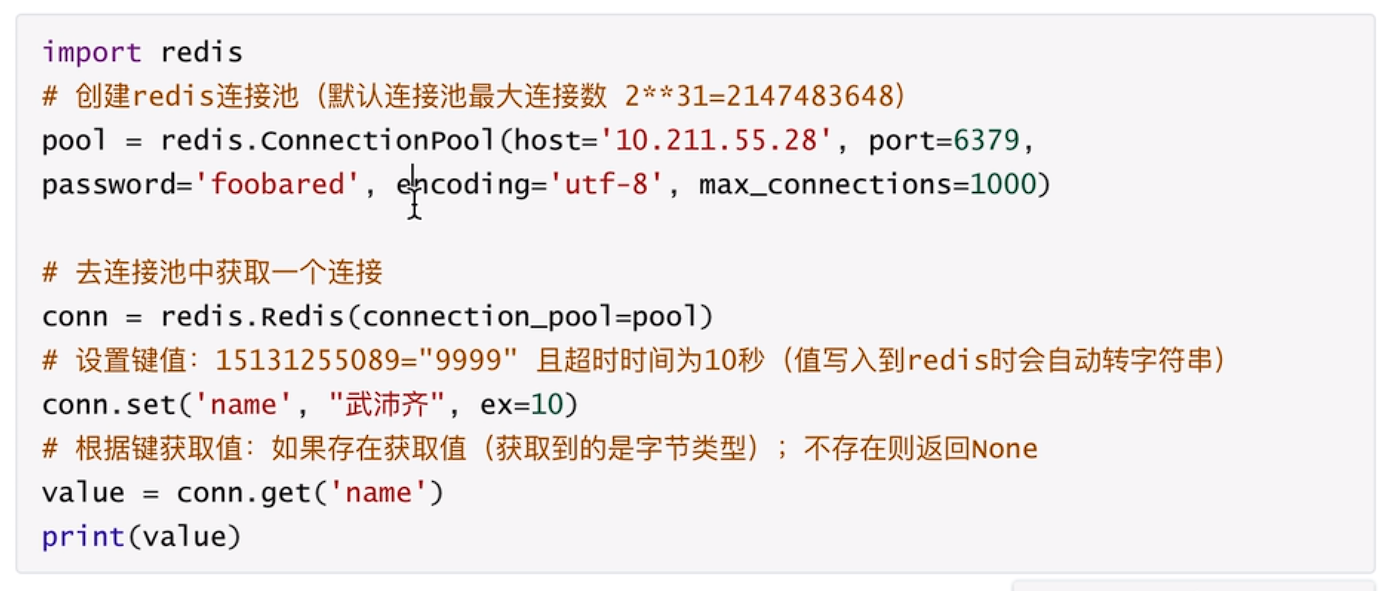 import redis
# 创建redis连接池（默认连接池最大连接数 2**31=2147483648）
pool = redis.ConnectionPool(host='10.211.55.28', port=6379,
password='foobared', encoding='utf-8', max_connections=1000)
# 去连接池中获取一个连接
conn = redis.Redis(connection_pool=pool)
# 设置键值：15131255089="9999" 且超时时间为10秒（值写入到redis时会自动转字符串）
conn.set('name', "武沛齐", ex=10)
# 根据键获取值：如果存在获取值（获取到的是字节类型）；不存在则返回None
value = conn.get('name')
print(value)